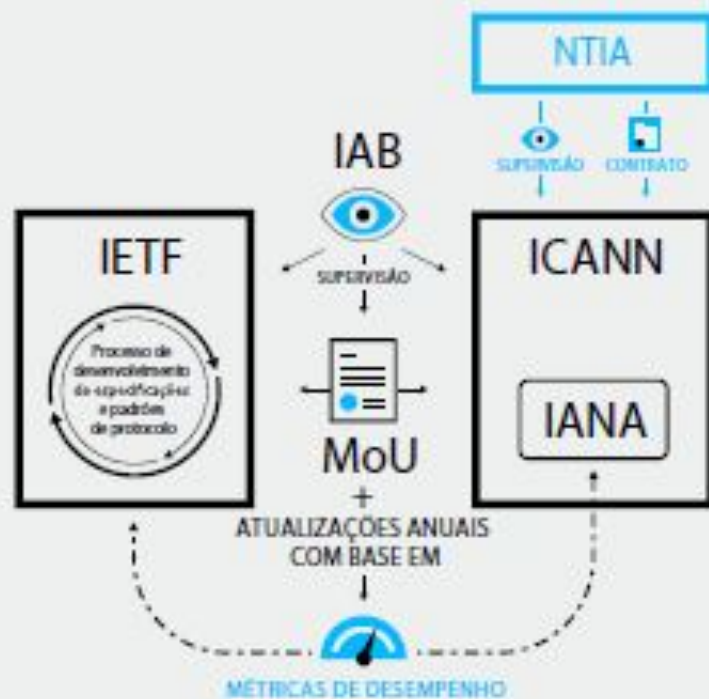 NTIA
SUPERVISÃO
CONTRATO
IAB
SUPERVISÃO
IETF
Processo de
desenvolvimento
de especificações
e padrões
de protocolo
ICANN
IANA
MoU
+
ATUALIZAÇÕES ANUAIS
COM BASE EM
MÉTRICAS DE DESEMPENHO